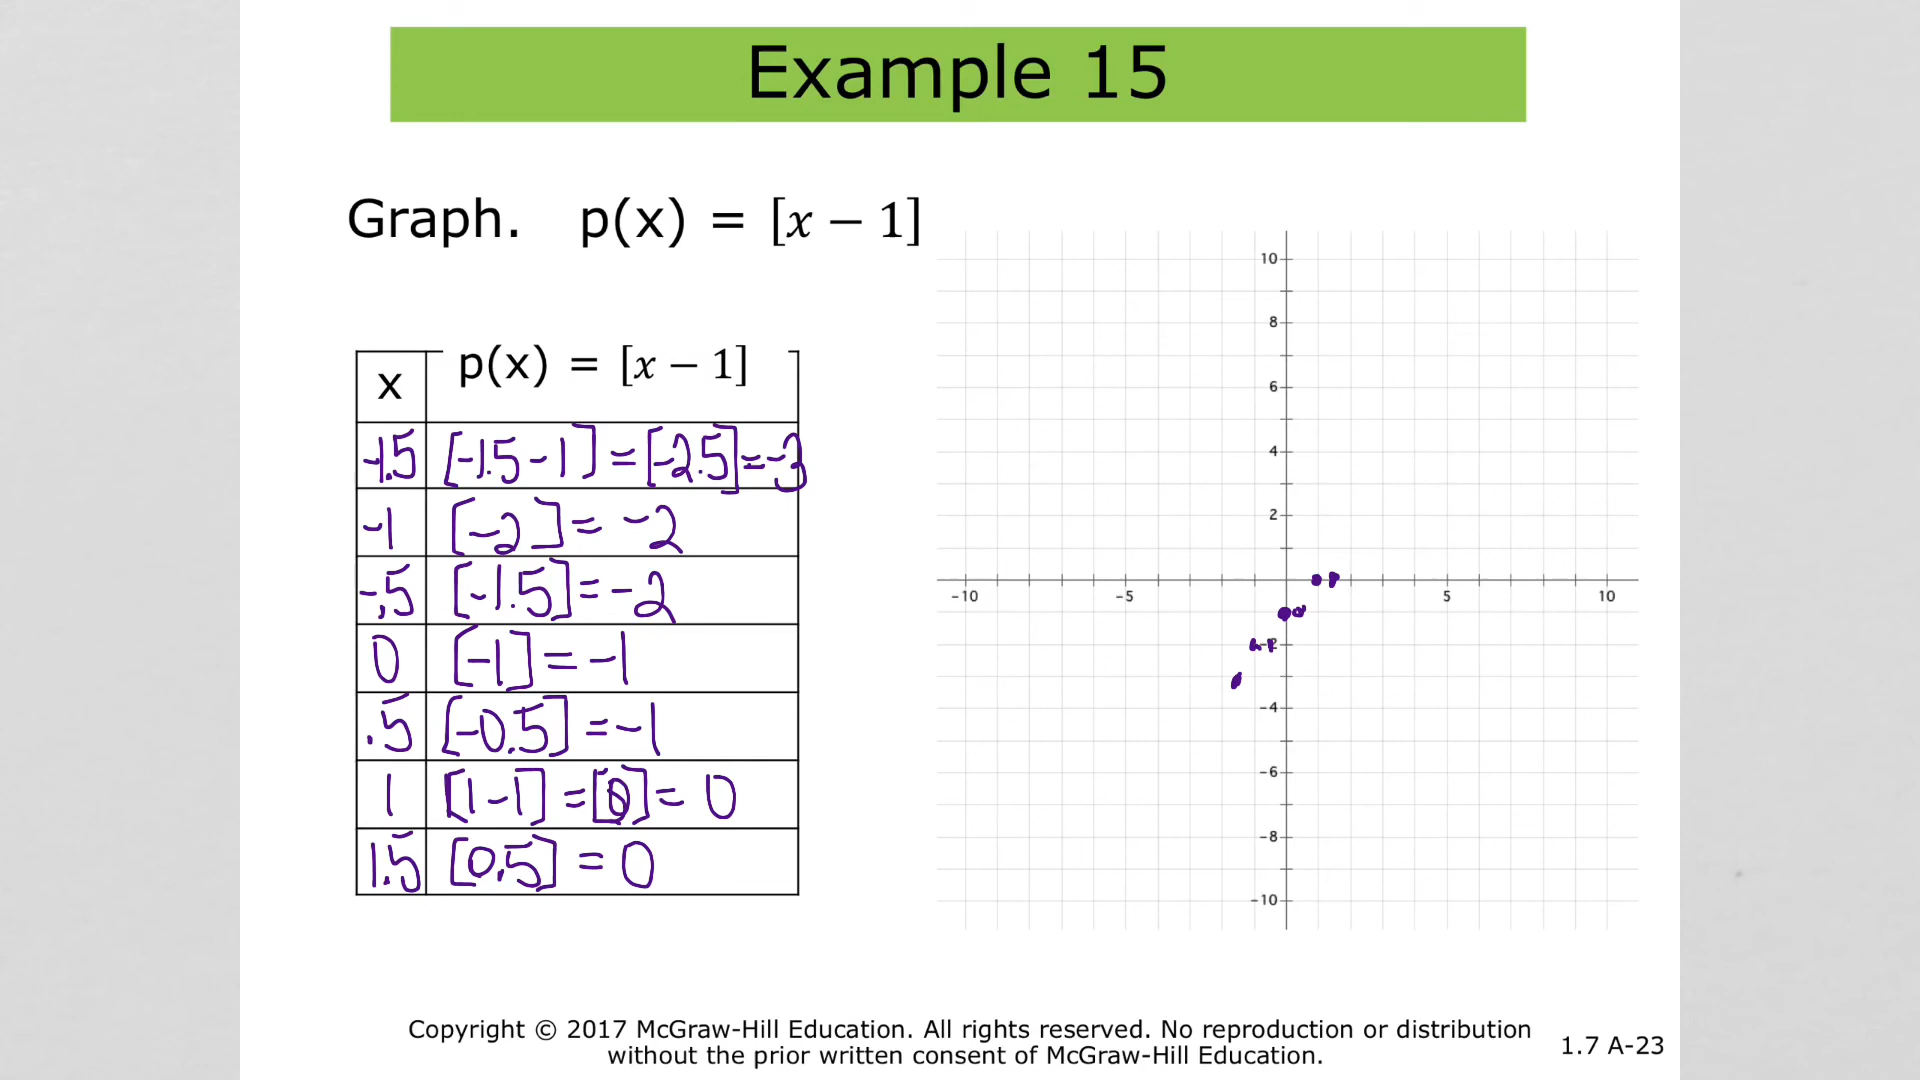 Example 15
Graph. p(x) = [x − 1]
x p(x) = [x − 1]
-1.5 [-1.5-1] = [-2.5] = -3
-1 [-2] = -2
-.5 [-1.5] = -2
0 [-1] = -1
.5 [-0.5] = -1
1 [1-1] = [0] = 0
1.5 [0.5] = 0
10
8
6
4
2
-10 -5 5 10
-2
-4
-6
-8
-10
Copyright © 2017 McGraw-Hill Education. All rights reserved. No reproduction or distribution
without the prior written consent of McGraw-Hill Education.
1.7 A-23